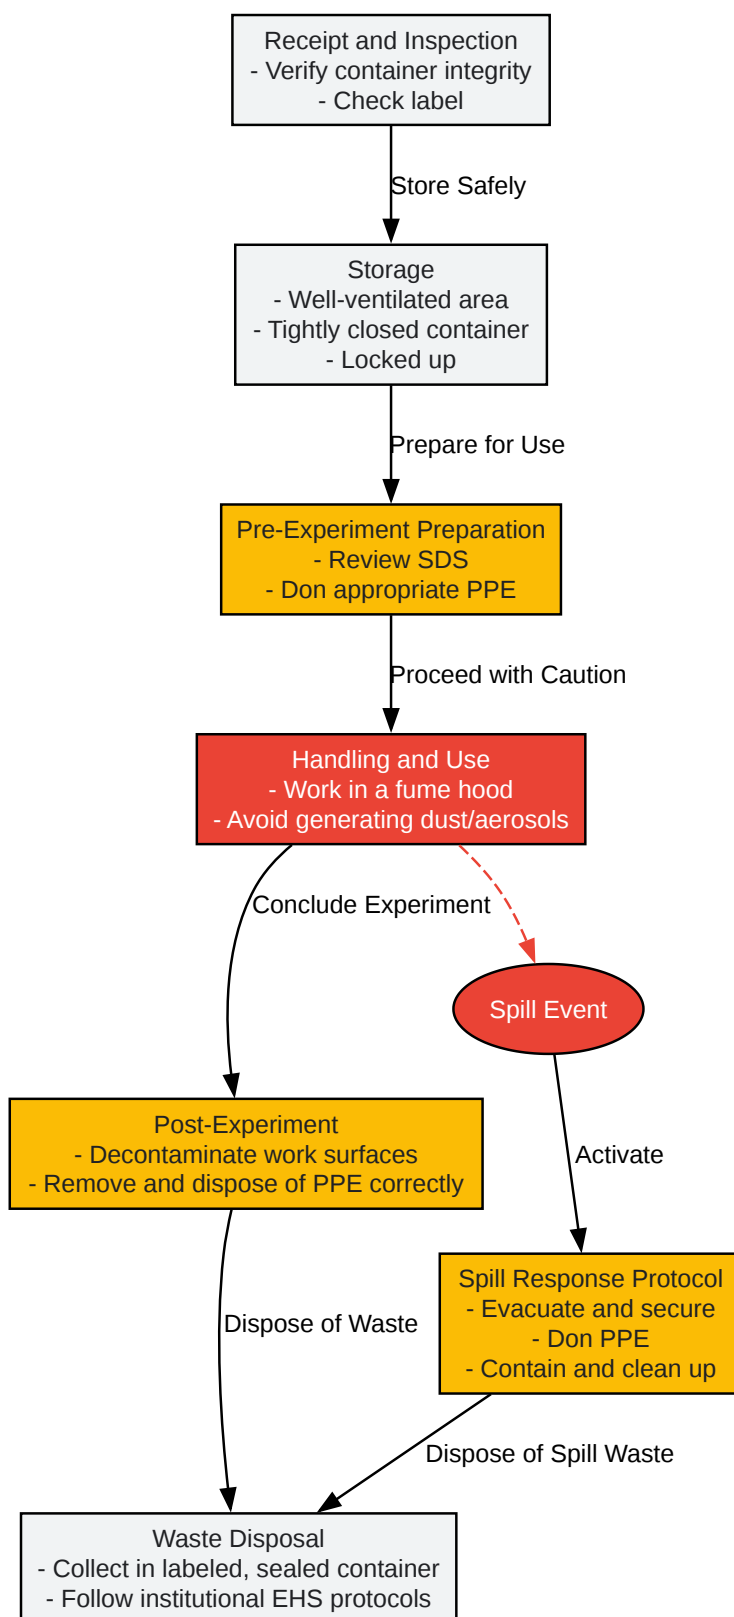 Receipt and Inspection
- Verify container integrity
- Check label
Store Safely
Storage
- Well-ventilated area
- Tightly closed container
- Locked up
Prepare for Use
Pre-Experiment Preparation
- Review SDS
- Don appropriate PPE
Proceed with Caution
Handling and Use
- Work in a fume hood
- Avoid generating dust/aerosols
Conclude Experiment
Spill Event
Post-Experiment
- Decontaminate work surfaces
- Remove and dispose of PPE correctly
Activate
Spill Response Protocol
- Evacuate and secure
- Don PPE
- Contain and clean up
Dispose of Waste
Dispose of Spill Waste
Waste Disposal
- Collect in labeled, sealed container
- Follow institutional EHS protocols